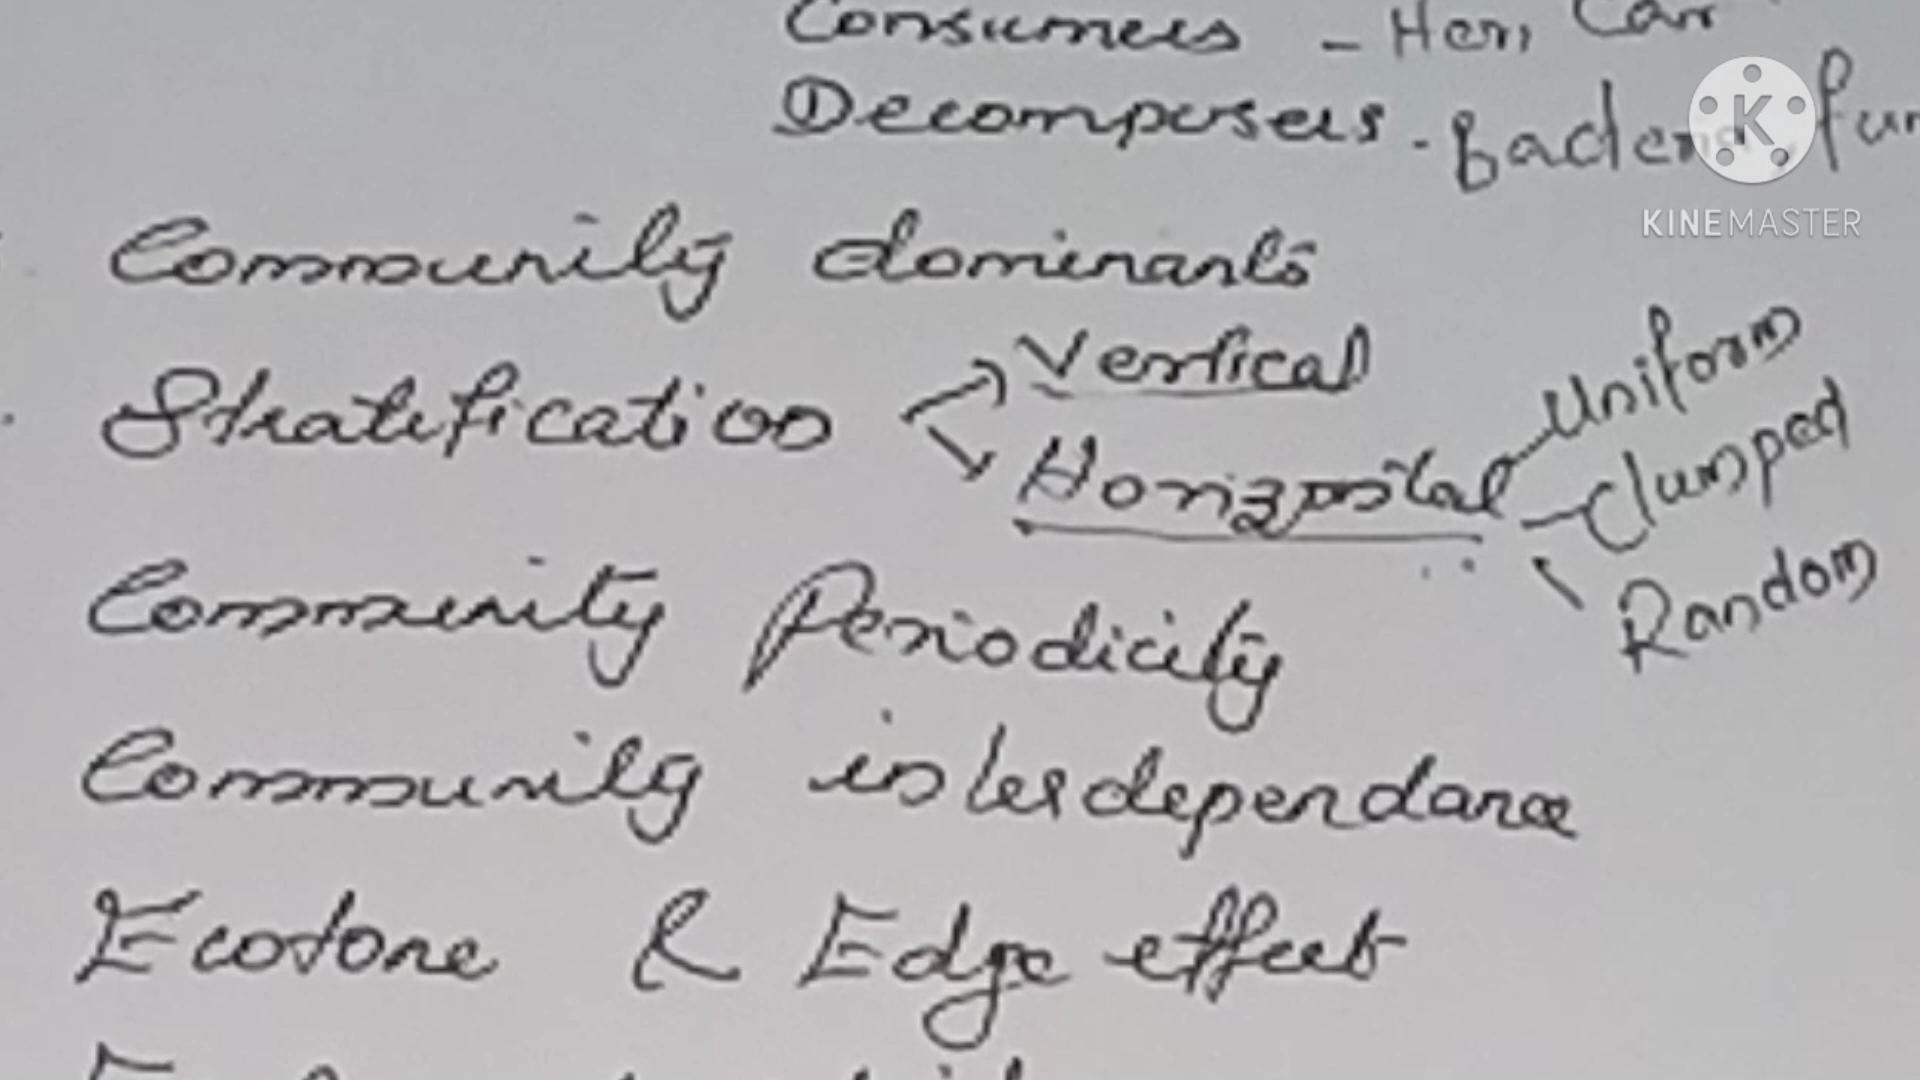 Consumers - Her, Car
Decomposers - Bacteria, fun
KINEMASTER
Community dominants
Stratification Vertical
Horizontal Uniform
Clumped
Random
Community Periodicity
Community interdependance
Ecotone & Edge effect